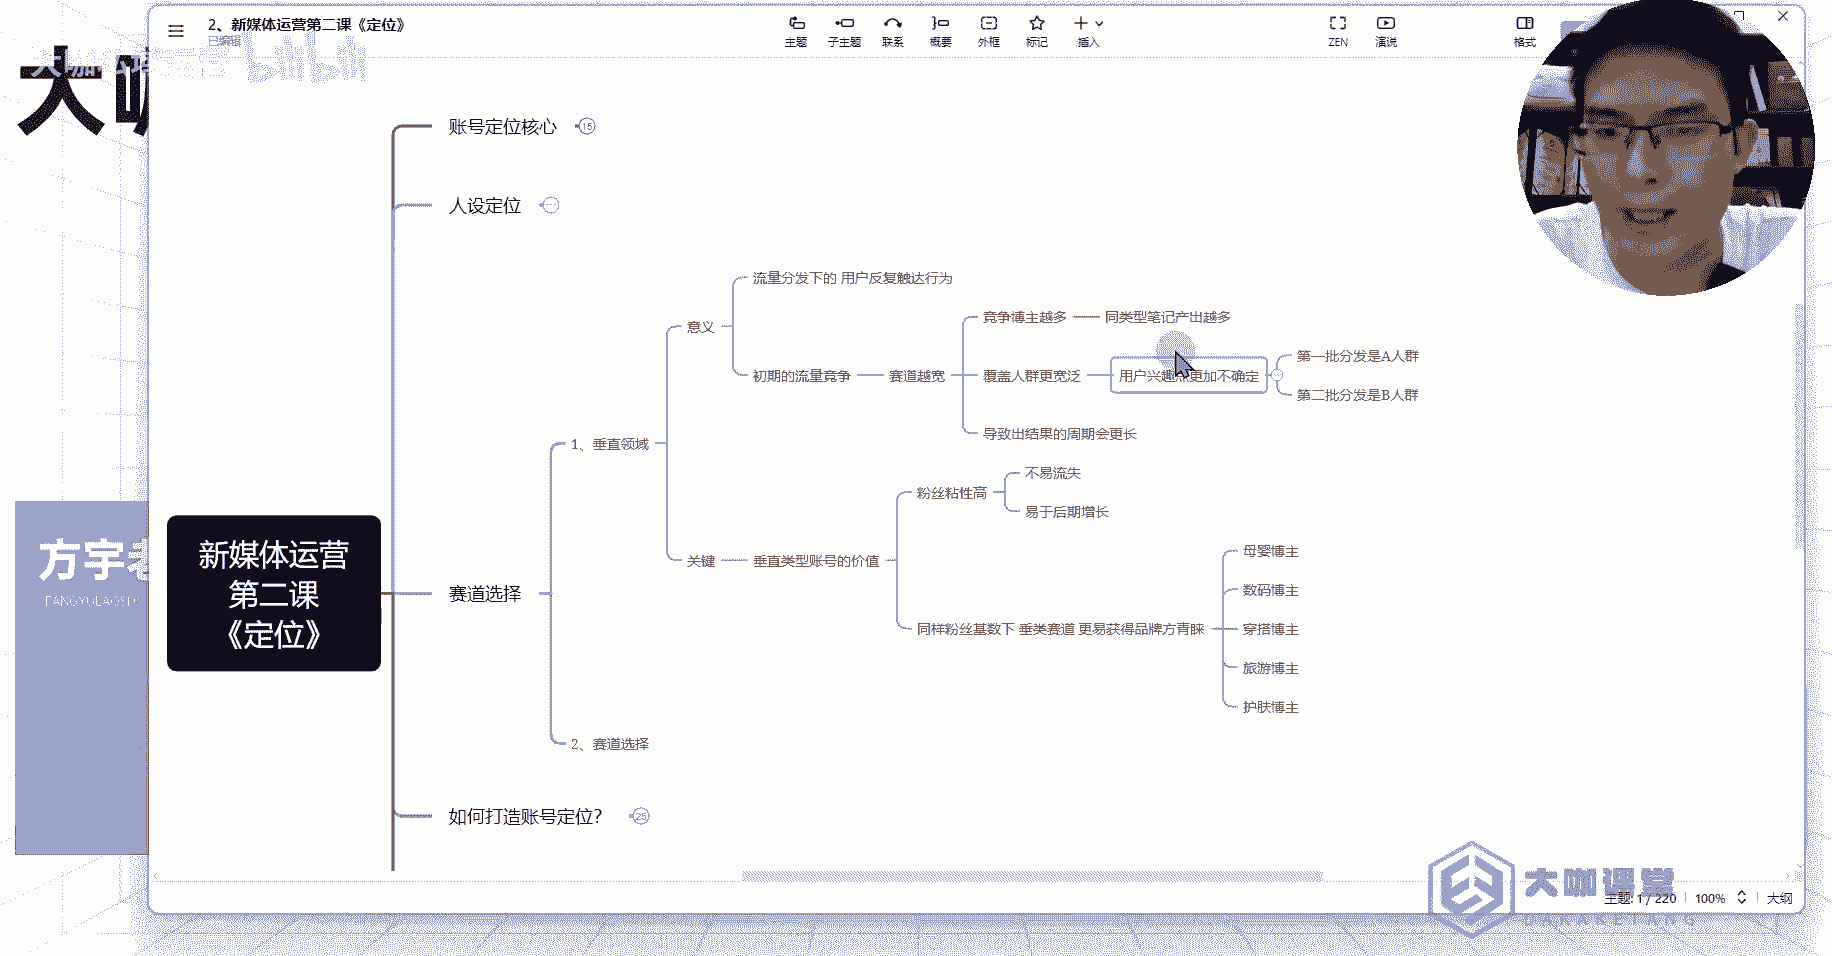 2、新媒体运营第二课《定位》
已编辑
主题
子主题
联系
概要
外框
标记
插入
ZEN
演说
格式
bilibili
大咖
账号定位核心
15
人设定位
流量分发下的 用户反复触达行为
意义
竞争博主越多
同类型笔记产出越多
初期的流量竞争
赛道越宽
覆盖人群更宽泛
用户兴趣点更加不确定
第一批分发是A人群
第二批分发是B人群
导致出结果的周期会更长
1、垂直领域
粉丝粘性高
不易流失
易于后期增长
关键
垂直类型账号的价值
同样粉丝基数下 垂类赛道 更易获得品牌方青睐
母婴博主
数码博主
穿搭博主
旅游博主
护肤博主
方宇老
新媒体运营
第二课
《定位》
赛道选择
2、赛道选择
如何打造账号定位？
25
大咖课堂
DAKAKETANG
主题: 1 / 220
100%
大纲